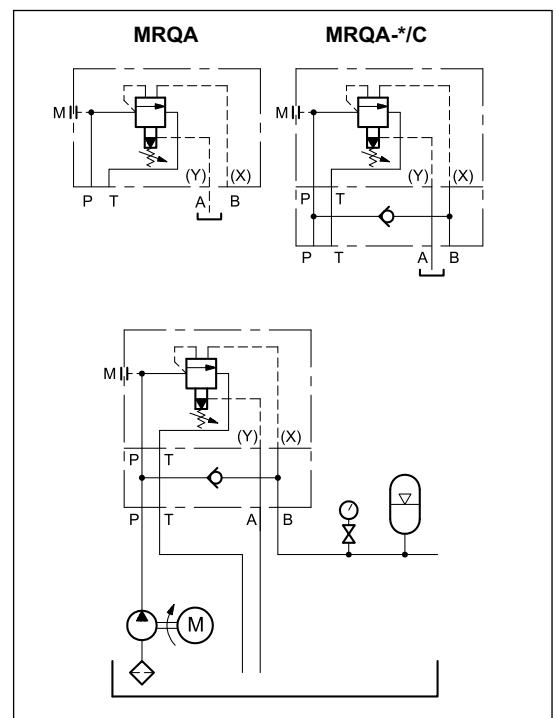 MRQA MRQA-*/C
M
(Y) (X)
P T A B
M
(Y) (X)
P T
P T A B
M
(Y) (X)
P T
P T A B
M